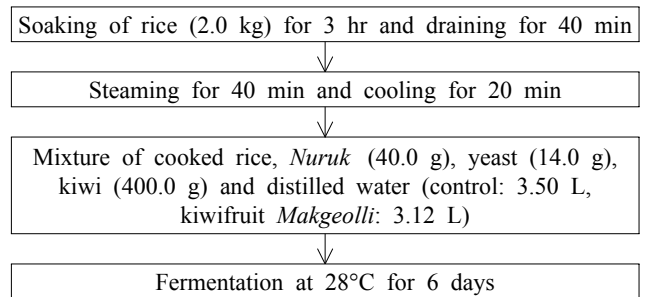 Soaking of rice (2.0 kg) for 3 hr and draining for 40 min
Steaming for 40 min and cooling for 20 min
Mixture of cooked rice, Nuruk (40.0 g), yeast (14.0 g),
kiwi (400.0 g) and distilled water (control: 3.50 L,
kiwifruit Makgeolli: 3.12 L)
Fermentation at 28°C for 6 days